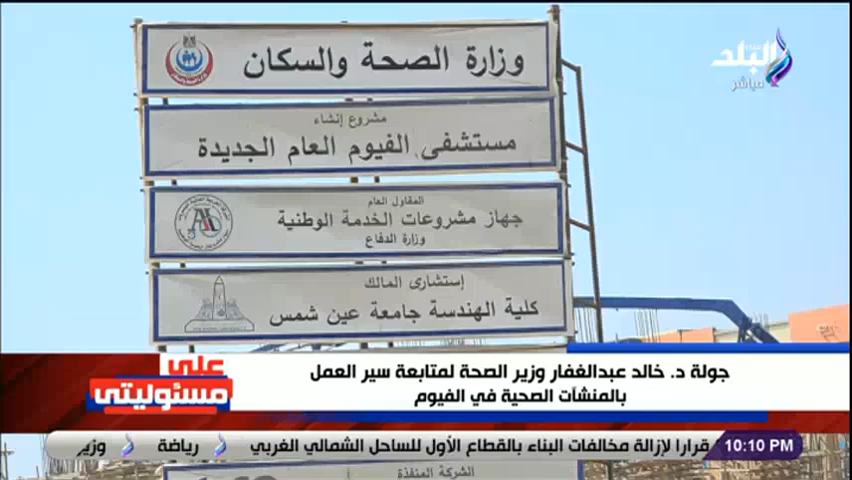 وزارة الصحة والسكان
صدى
البلد
مباشر
مشروع إنشاء
مستشفى الفيوم العام الجديدة
المقاول العام
جهاز مشروعات الخدمة الوطنية
وزارة الدفاع
إستشارى المالك
كلية الهندسة جامعة عين شمس
على
مسئوليتى
جولة د. خالد عبدالغفار وزير الصحة لمتابعة سير العمل
بالمنشآت الصحية في الفيوم
10:10 PM
قرارا لإزالة مخالفات البناء بالقطاع الأول للساحل الشمالي الغربي
رياضة
وزير
الشركة المنفذة